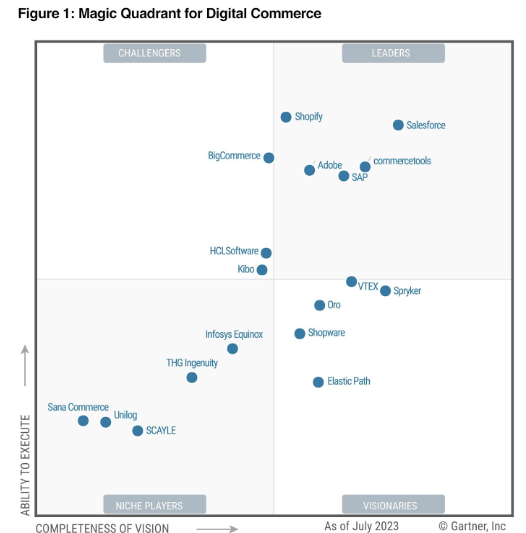 Figure 1: Magic Quadrant for Digital Commerce
CHALLENGERS
LEADERS
Shopify
Salesforce
BigCommerce
Adobe
commercetools
SAP
HCLSoftware
Kibo
VTEX
Spryker
Oro
Infosys Equinox
Shopware
THG Ingenuity
Elastic Path
Sana Commerce
Unilog
SCAYLE
ABILITY TO EXECUTE
NICHE PLAYERS
VISIONARIES
COMPLETENESS OF VISION
As of July 2023
© Gartner, Inc